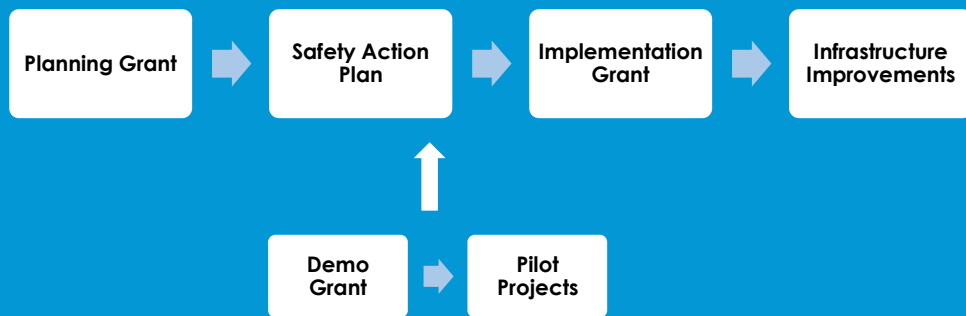 Planning Grant
Safety Action
Plan
Implementation
Grant
Infrastructure
Improvements
Demo
Grant
Pilot
Projects